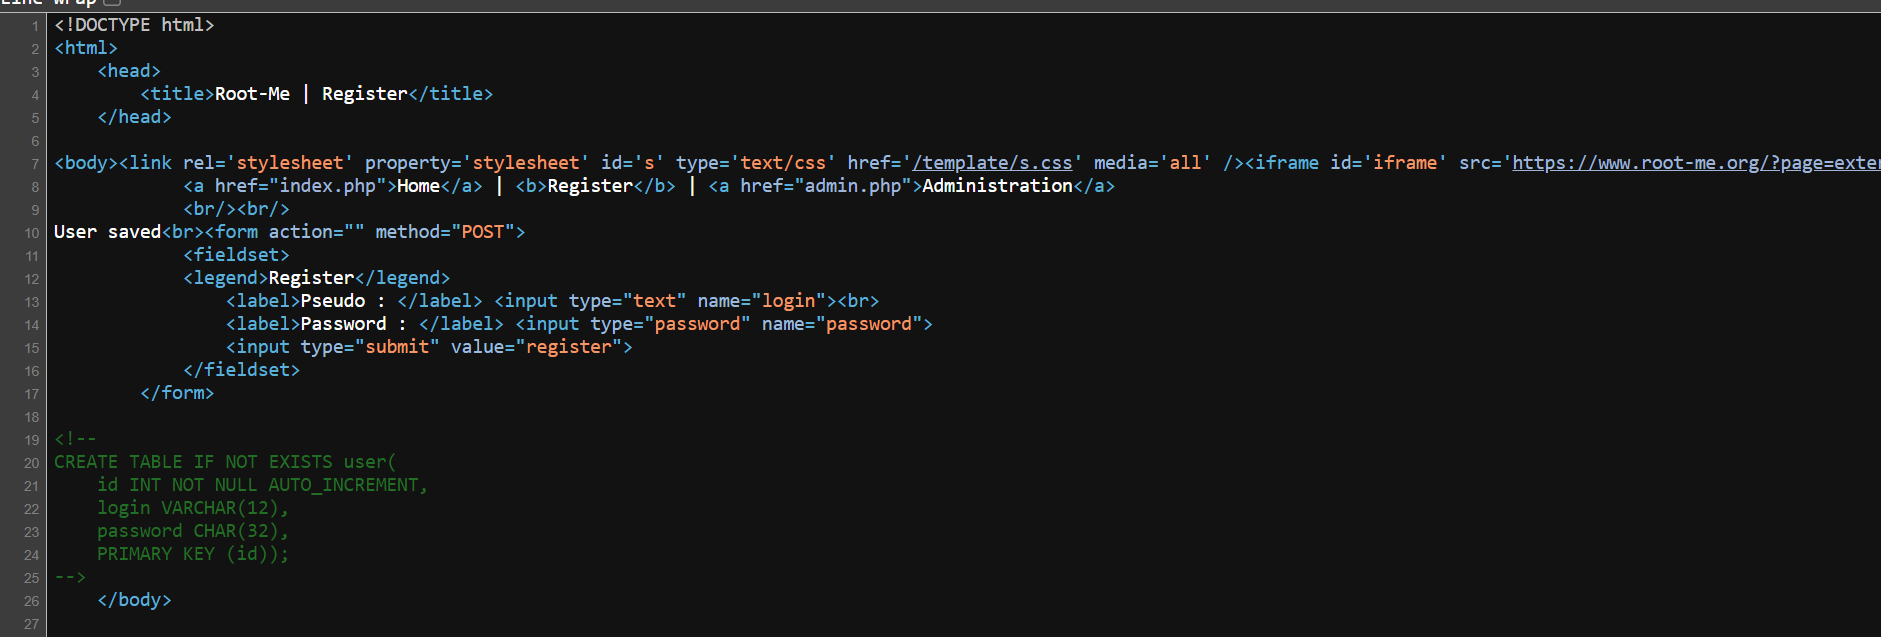 Line wrap
1 <!DOCTYPE html>
2 <html>
3     <head>
4         <title>Root-Me | Register</title>
5     </head>
6
7 <body><link rel='stylesheet' property='stylesheet' id='s' type='text/css' href='/template/s.css' media='all' /><iframe id='iframe' src='https://www.root-me.org/?page=exter
8             <a href="index.php">Home</a> | <b>Register</b> | <a href="admin.php">Administration</a>
9             <br/><br/>
10 User saved<br><form action="" method="POST">
11             <fieldset>
12             <legend>Register</legend>
13                 <label>Pseudo : </label> <input type="text" name="login"><br>
14                 <label>Password : </label> <input type="password" name="password">
15                 <input type="submit" value="register">
16             </fieldset>
17         </form>
18
19 <!--
20 CREATE TABLE IF NOT EXISTS user(
21     id INT NOT NULL AUTO_INCREMENT,
22     login VARCHAR(12),
23     password CHAR(32),
24     PRIMARY KEY (id));
25 -->
26     </body>
27